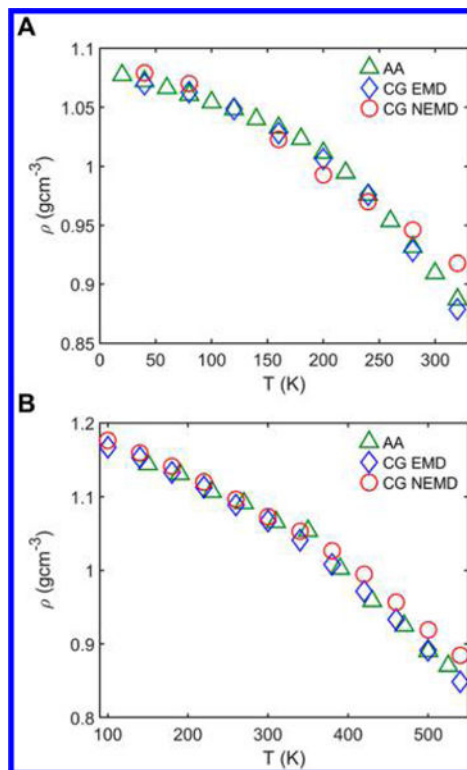 A
1.1
1.05
1
0.95
0.9
0.85
ρ (gcm-3)
AA
CG EMD
CG NEMD
0 50 100 150 200 250 300
T (K)
B
1.2
1.1
1
0.9
0.8
ρ (gcm-3)
AA
CG EMD
CG NEMD
100 200 300 400 500
T (K)